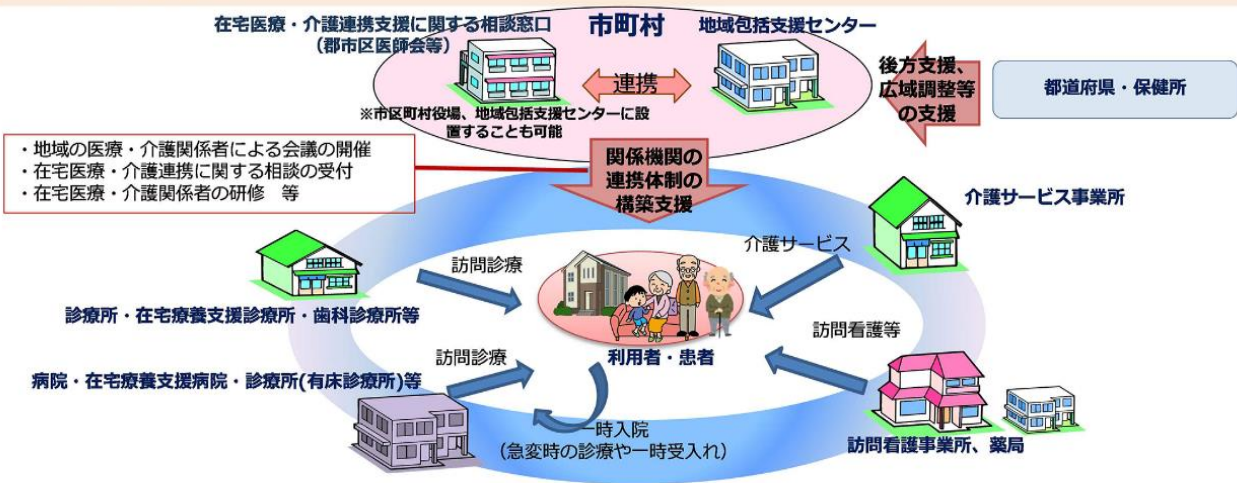 在宅医療・介護連携支援に関する相談窓口
(郡市区医師会等)
市町村
地域包括支援センター
連携
※市区町村役場、地域包括支援センターに設
置することも可能
後方支援、
広域調整等
の支援
都道府県・保健所
・地域の医療・介護関係者による会議の開催
・在宅医療・介護連携に関する相談の受付
・在宅医療・介護関係者の研修 等
関係機関の
連携体制の
構築支援
介護サービス事業所
介護サービス
訪問診療
診療所・在宅療養支援診療所・歯科診療所等
利用者・患者
訪問看護等
訪問診療
病院・在宅療養支援病院・診療所(有床診療所)等
一時入院
(急変時の診療や一時受入れ)
訪問看護事業所、薬局